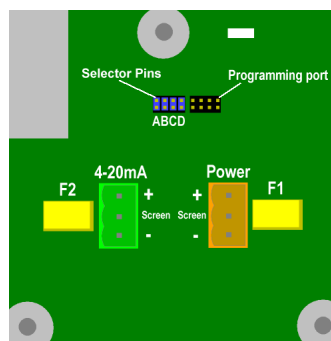 Selector Pins
Programming port
ABCD
4-20mA
Power
F2
F1
+
+
Screen
Screen
-
-